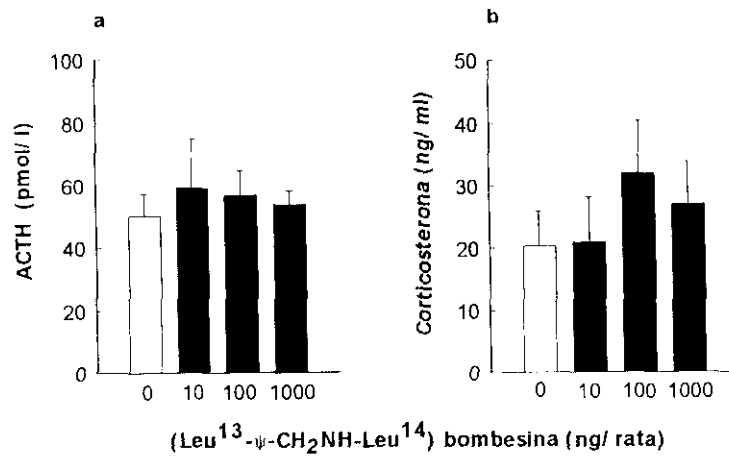 a
b
100
80
60
40
20
0
ACTH (pmol/ l)
0 10 100 1000
50
40
30
20
10
0
Corticosterona (ng/ ml)
0 10 100 1000
(Leu13-ψ-CH2NH-Leu14) bombesina (ng/ rata)